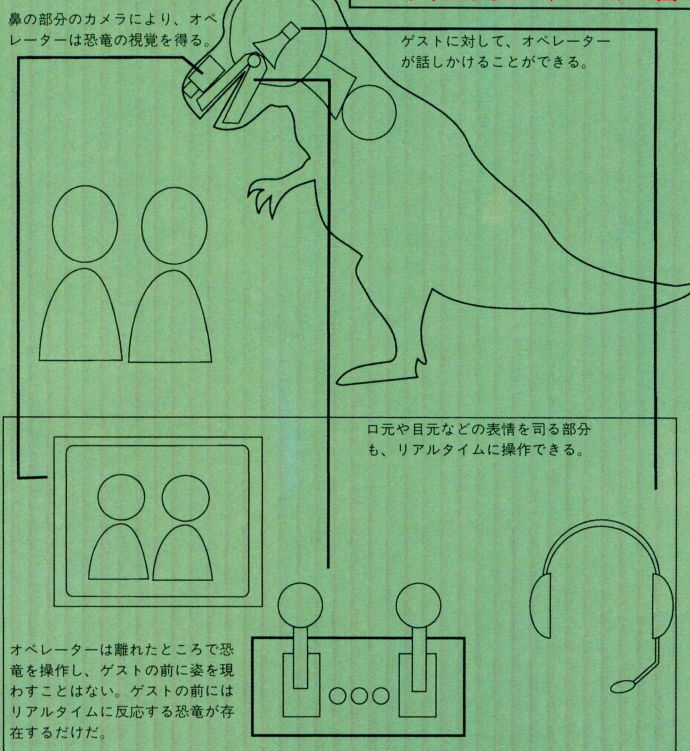 鼻の部分のカメラにより、オペ
レーターは恐竜の視覚を得る。
ゲストに対して、オペレーター
が話しかけることができる。
口元や目元などの表情を司る部分
も、リアルタイムに操作できる。
オペレーターは離れたところで恐
竜を操作し、ゲストの前に姿を現
わすことはない。ゲストの前には
リアルタイムに反応する恐竜が存
在するだけだ。